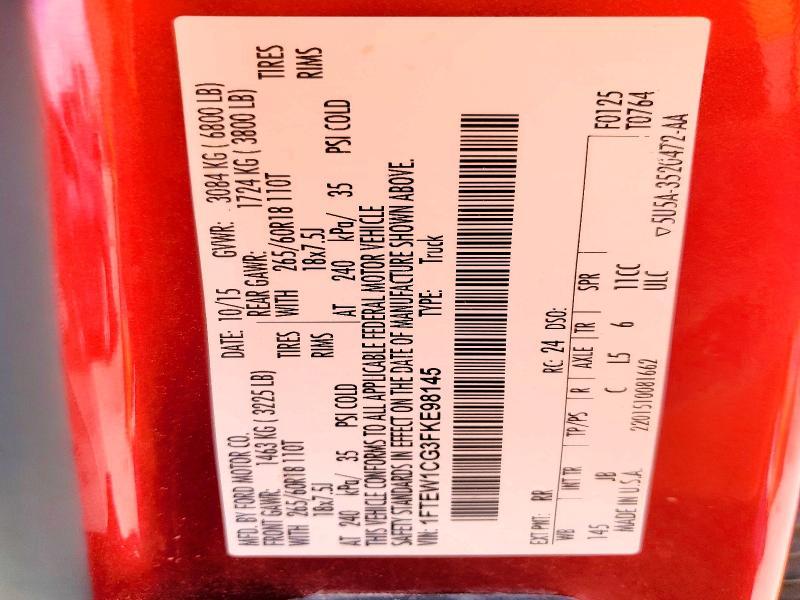 MFD. BY FORD MOTOR CO. DATE: 10/15 GVWR: 3084 KG ( 6800 LB)
FRONT GAWR: 1463 KG ( 3225 LB) REAR GAWR: 1724 KG ( 3800 LB)
WITH 265/60R18 110T TIRES WITH 265/60R18 110T TIRES
18x7.5J RIMS 18x7.5J RIMS
AT 240 kPa/ 35 PSI COLD AT 240 kPa/ 35 PSI COLD
THIS VEHICLE CONFORMS TO ALL APPLICABLE FEDERAL MOTOR VEHICLE
SAFETY STANDARDS IN EFFECT ON THE DATE OF MANUFACTURE SHOWN ABOVE.
VIN: 1FTEW1CG3FKE98145 TYPE: Truck
F0125
T0764
EXT PNT: RR RC: 24 DSO:
WB INT TR TP/PS R AXLE TR SPR
145 JB C L5 6 11CC
ULC
MADE IN U.S.A. 2201510081662
▽5U5A-3520472-AA